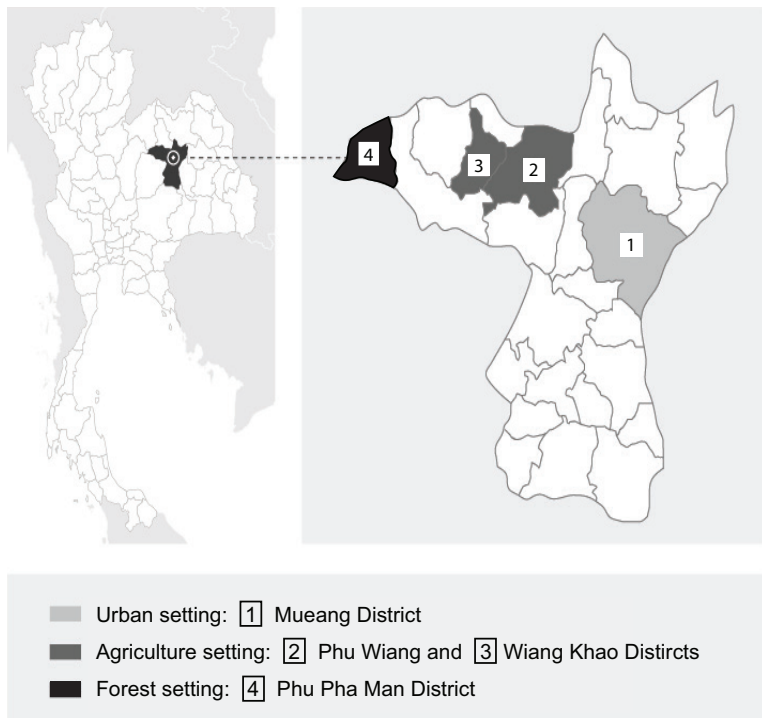 4
3
2
1
Urban setting: 1 Mueang District
Agriculture setting: 2 Phu Wiang and 3 Wiang Khao Distircts
Forest setting: 4 Phu Pha Man District